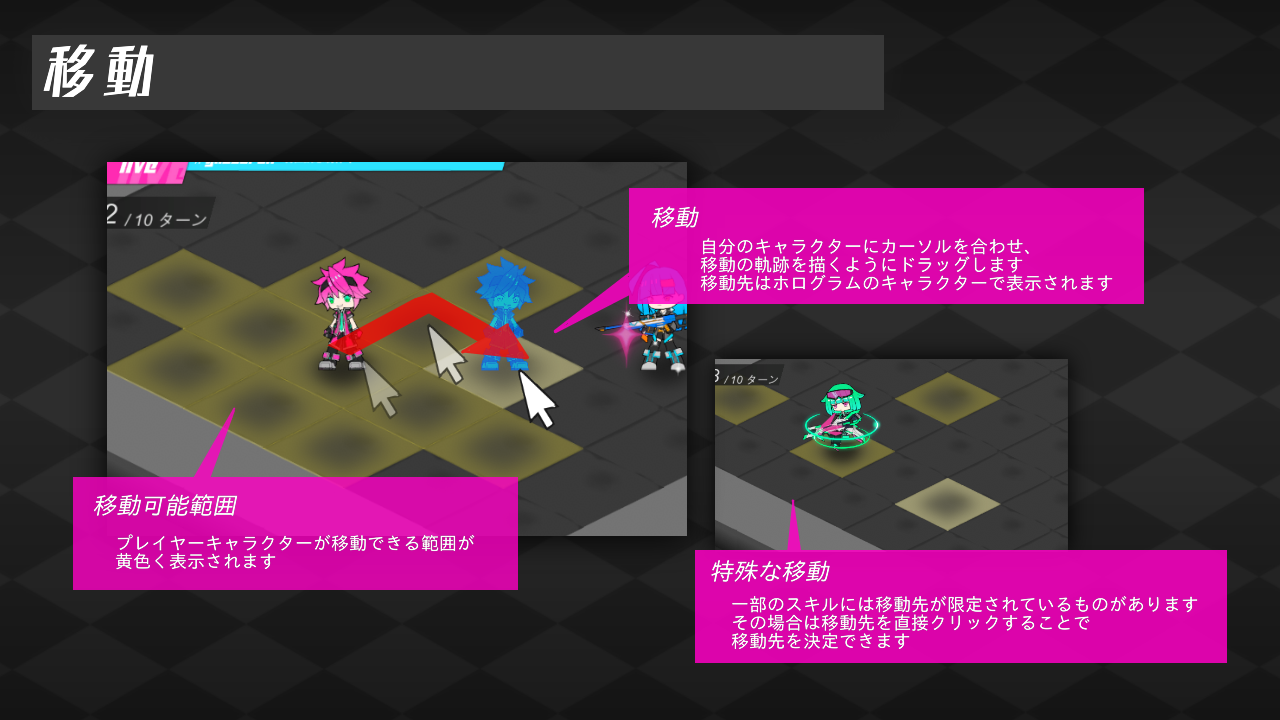 移動
live
2 / 10 ターン
移動
自分のキャラクターにカーソルを合わせ、
移動の軌跡を描くようにドラッグします
移動先はホログラムのキャラクターで表示されます
移動可能範囲
プレイヤーキャラクターが移動できる範囲が
黄色く表示されます
3 / 10 ターン
特殊な移動
一部のスキルには移動先が限定されているものがあります
その場合は移動先を直接クリックすることで
移動先を決定できます